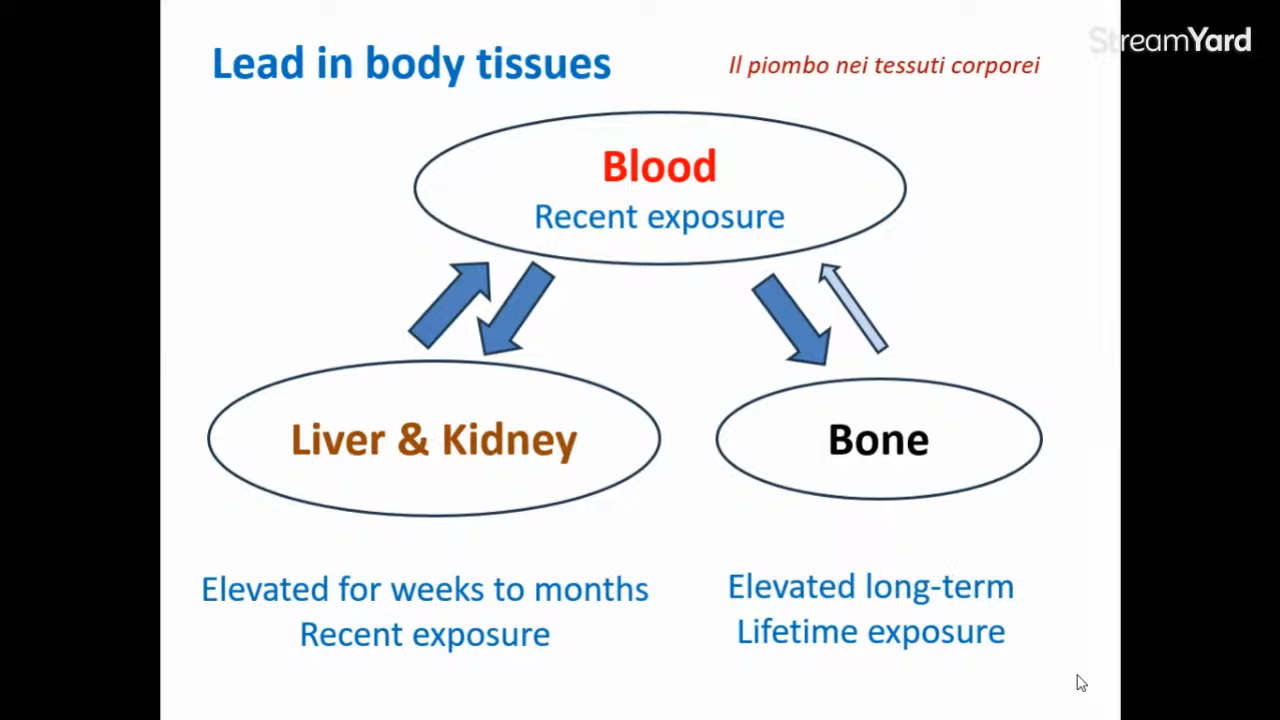 Lead in body tissues
Il piombo nei tessuti corporei
StreamYard
Blood
Recent exposure
Liver & Kidney
Bone
Elevated for weeks to months
Recent exposure
Elevated long-term
Lifetime exposure